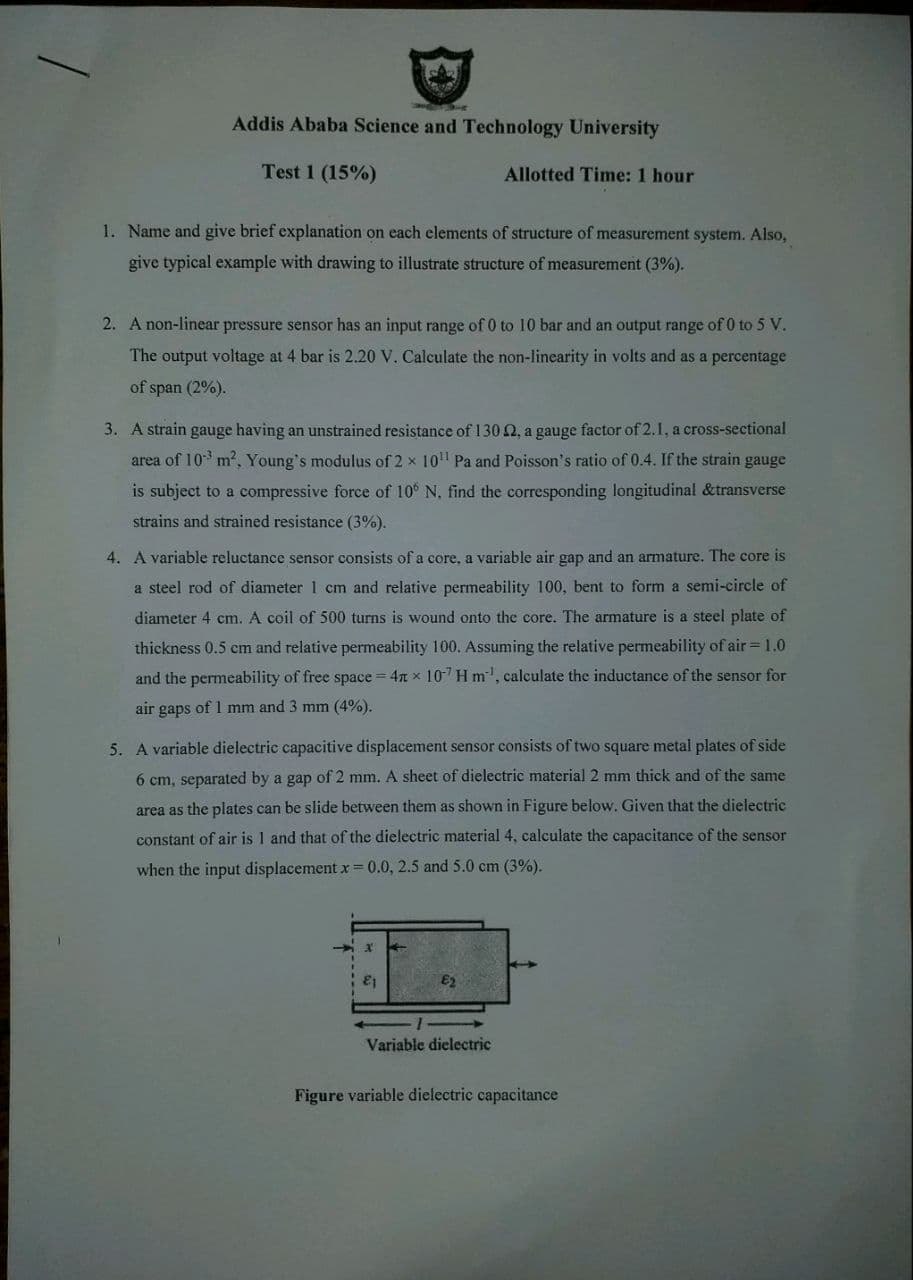 Addis Ababa Science and Technology University
Test 1 (15%) Allotted Time: 1 hour
1. Name and give brief explanation on each elements of structure of measurement system. Also,
give typical example with drawing to illustrate structure of measurement (3%).
2. A non-linear pressure sensor has an input range of 0 to 10 bar and an output range of 0 to 5 V.
The output voltage at 4 bar is 2.20 V. Calculate the non-linearity in volts and as a percentage
of span (2%).
3. A strain gauge having an unstrained resistance of 130 Ω, a gauge factor of 2.1, a cross-sectional
area of 10⁻³ m², Young's modulus of 2 × 10¹¹ Pa and Poisson's ratio of 0.4. If the strain gauge
is subject to a compressive force of 10⁶ N, find the corresponding longitudinal &transverse
strains and strained resistance (3%).
4. A variable reluctance sensor consists of a core, a variable air gap and an armature. The core is
a steel rod of diameter 1 cm and relative permeability 100, bent to form a semi-circle of
diameter 4 cm. A coil of 500 turns is wound onto the core. The armature is a steel plate of
thickness 0.5 cm and relative permeability 100. Assuming the relative permeability of air = 1.0
and the permeability of free space = 4π × 10⁻⁷ H m⁻¹, calculate the inductance of the sensor for
air gaps of 1 mm and 3 mm (4%).
5. A variable dielectric capacitive displacement sensor consists of two square metal plates of side
6 cm, separated by a gap of 2 mm. A sheet of dielectric material 2 mm thick and of the same
area as the plates can be slide between them as shown in Figure below. Given that the dielectric
constant of air is 1 and that of the dielectric material 4, calculate the capacitance of the sensor
when the input displacement x = 0.0, 2.5 and 5.0 cm (3%).
x
ε₁ ε₂
l
Variable dielectric
Figure variable dielectric capacitance